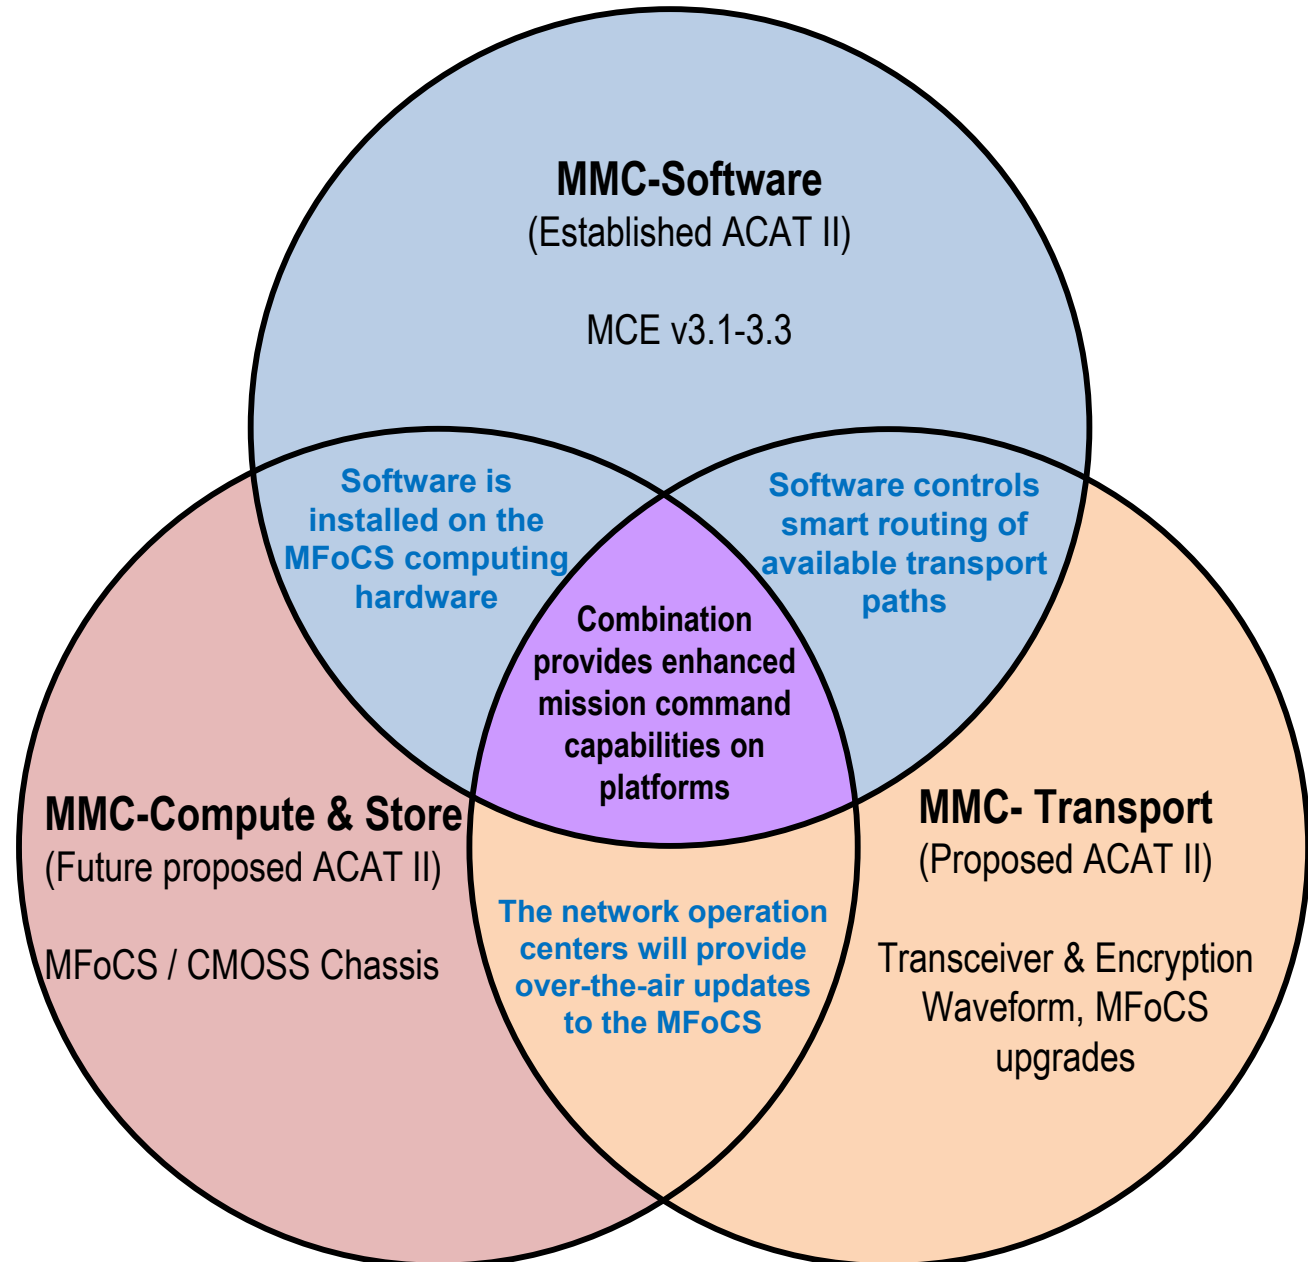 MMC-Software
(Established ACAT II)
MCE v3.1-3.3
Software is
installed on the
MFoCS computing
hardware
Software controls
smart routing of
available transport
paths
Combination
provides enhanced
mission command
capabilities on
platforms
MMC-Compute & Store
(Future proposed ACAT II)
MFoCS / CMOSS Chassis
MMC- Transport
(Proposed ACAT II)
Transceiver & Encryption
Waveform, MFoCS
upgrades
The network operation
centers will provide
over-the-air updates
to the MFoCS